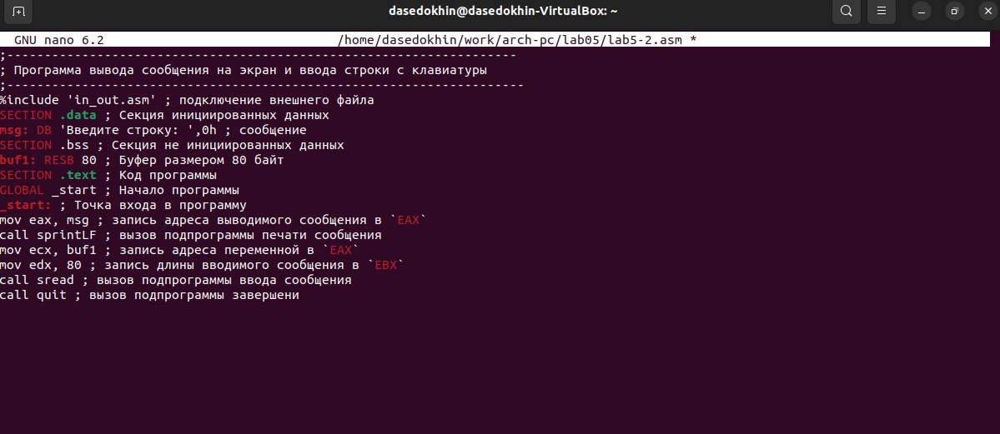 dasedokhin@dasedokhin-VirtualBox: ~
GNU nano 6.2 /home/dasedokhin/work/arch-pc/lab05/lab5-2.asm *
;--------------------------------------------------------------------
; Программа вывода сообщения на экран и ввода строки с клавиатуры
;---------------------------------------------------------------------
%include 'in_out.asm' ; подключение внешнего файла
SECTION .data ; Секция инициированных данных
msg: DB 'Введите строку: ',0h ; сообщение
SECTION .bss ; Секция не инициированных данных
buf1: RESB 80 ; Буфер размером 80 байт
SECTION .text ; Код программы
GLOBAL _start ; Начало программы
_start: ; Точка входа в программу
mov eax, msg ; запись адреса выводимого сообщения в `EAX`
call sprintLF ; вызов подпрограммы печати сообщения
mov ecx, buf1 ; запись адреса переменной в `EAX`
mov edx, 80 ; запись длины вводимого сообщения в `EBX`
call sread ; вызов подпрограммы ввода сообщения
call quit ; вызов подпрограммы завершени